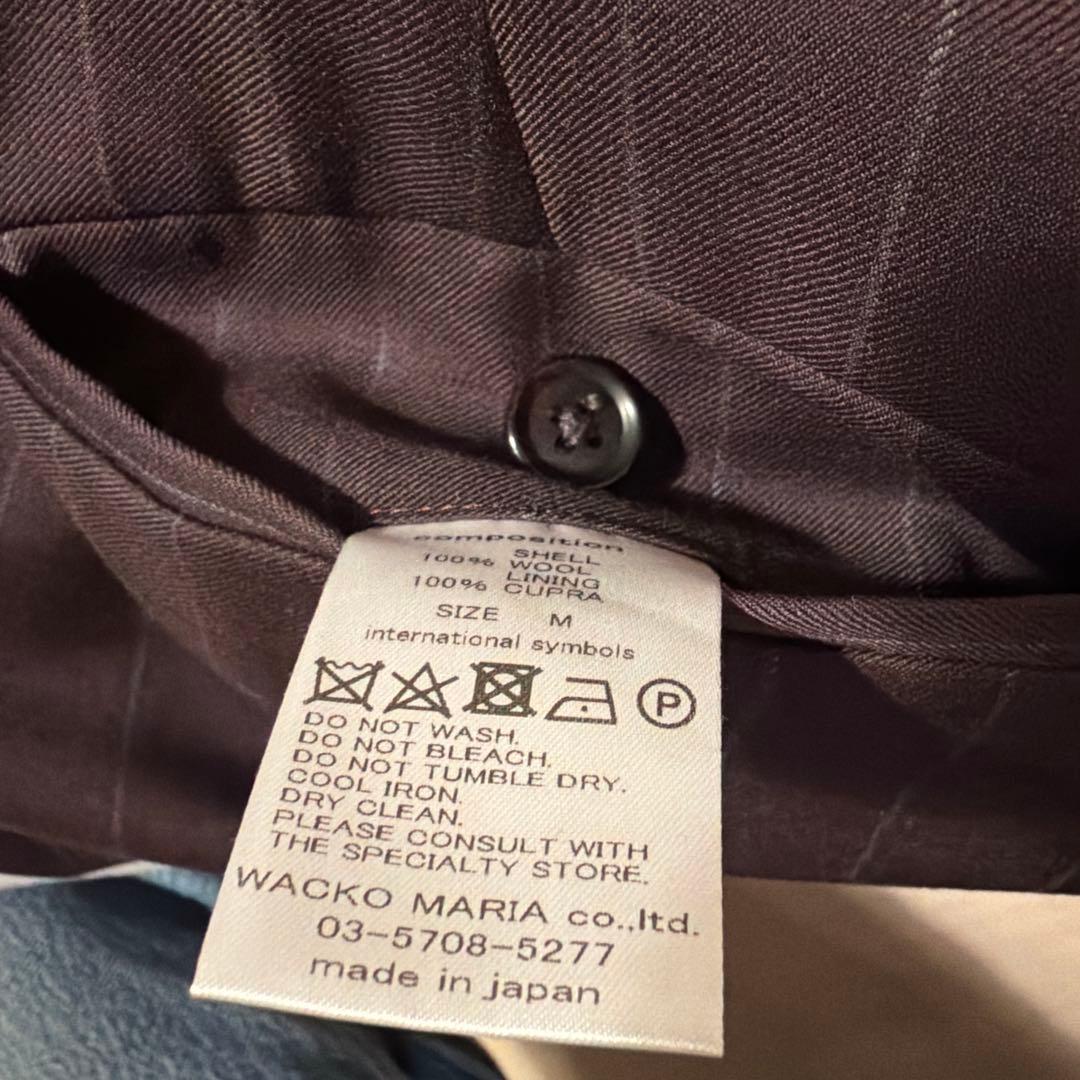 composition
SHELL
100% WOOL
LINING
100% CUPRA
SIZE M
international symbols
P
DO NOT WASH.
DO NOT BLEACH.
DO NOT TUMBLE DRY.
COOL IRON.
DRY CLEAN.
PLEASE CONSULT WITH
THE SPECIALTY STORE.
WACKO MARIA co.,ltd.
03-5708-5277
made in japan